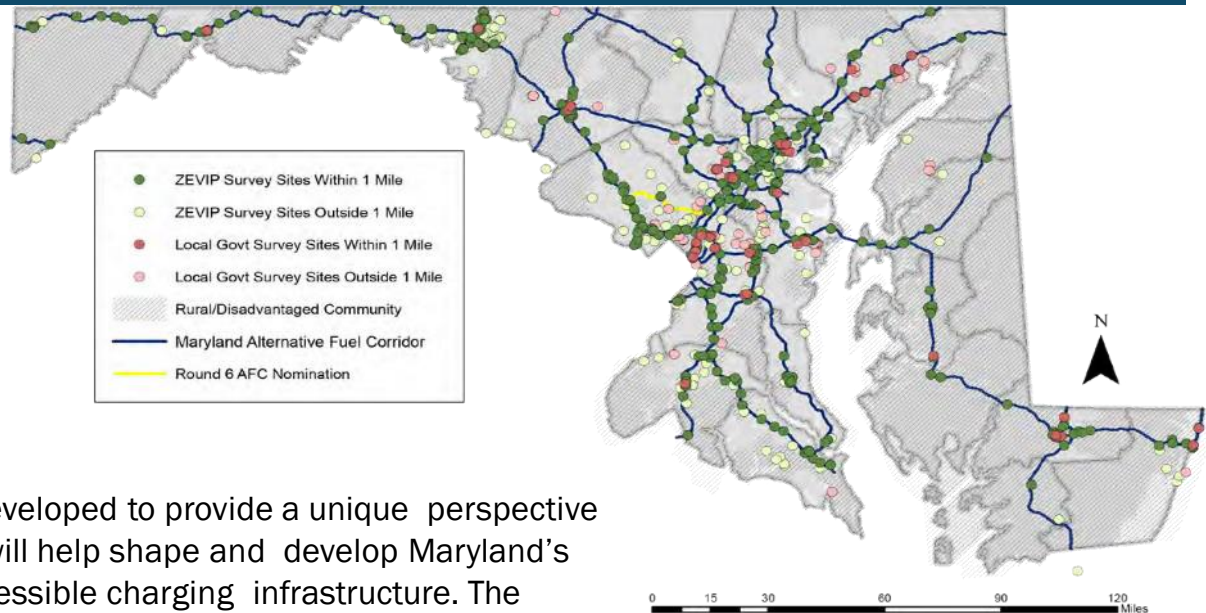 ZEVIP Survey Sites Within 1 Mile
ZEVIP Survey Sites Outside 1 Mile
Local Govt Survey Sites Within 1 Mile
Local Govt Survey Sites Outside 1 Mile
Rural/Disadvantaged Community
Maryland Alternative Fuel Corridor
Round 6 AFC Nomination
N
eveloped to provide a unique perspective
will help shape and develop Maryland's
essible charging infrastructure. The
0 15 30 60 90 120
Miles